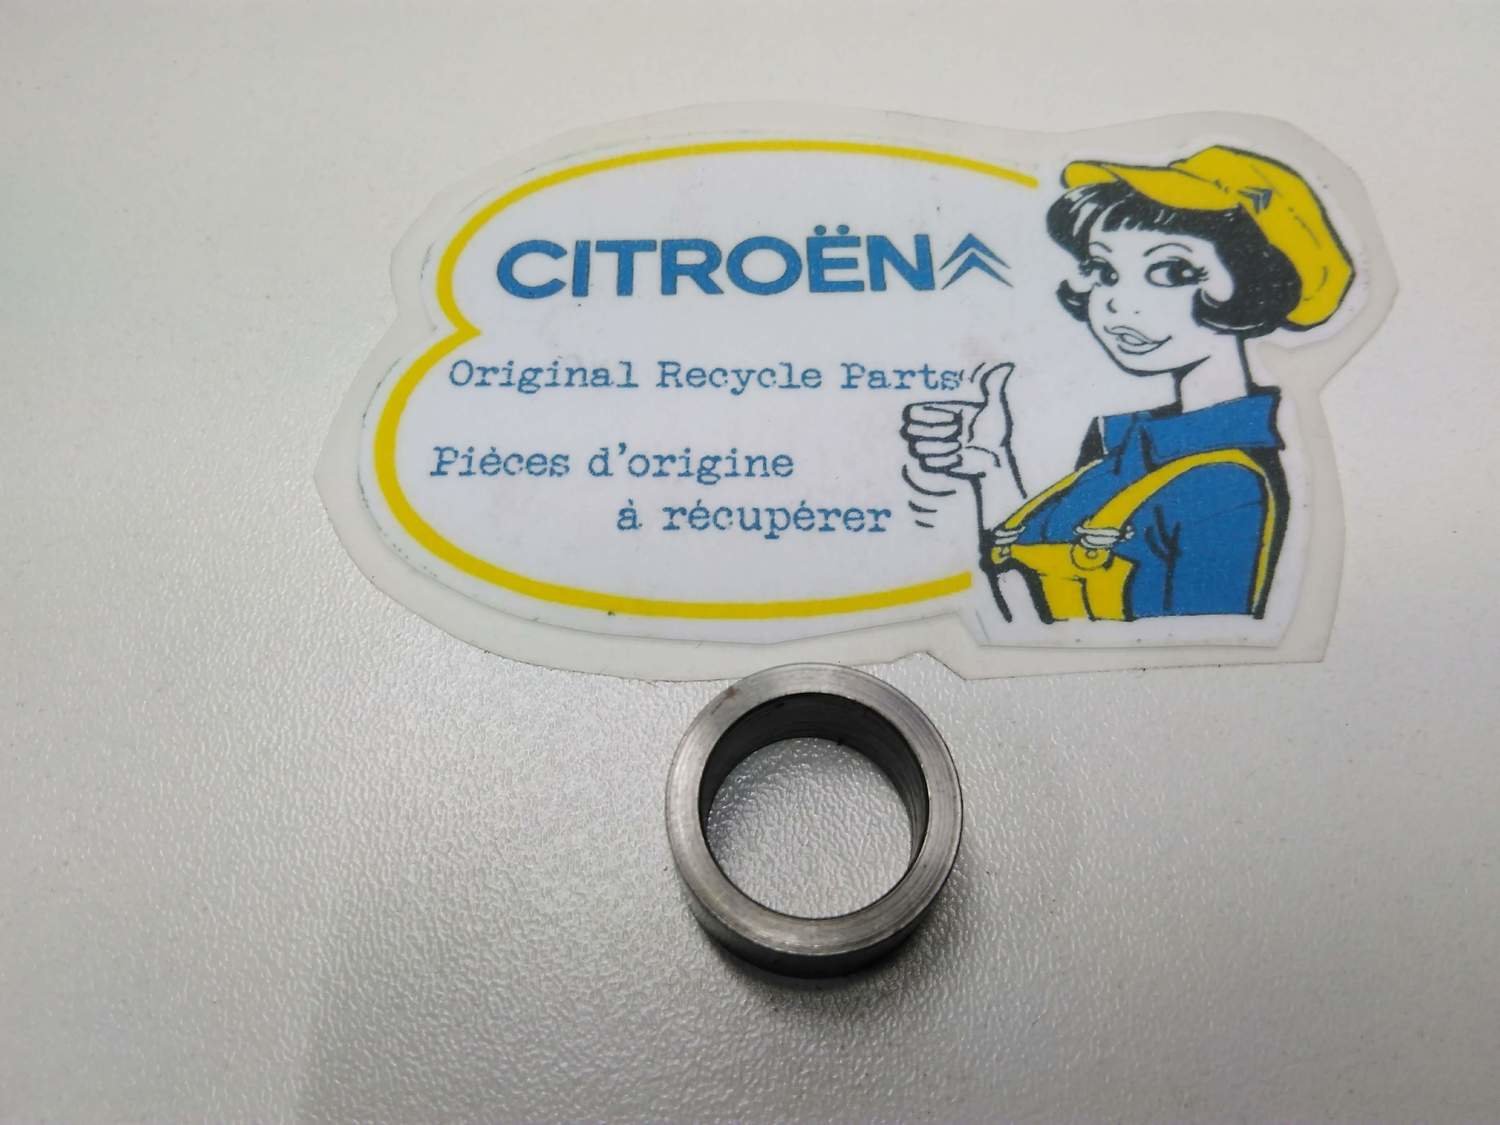 CITROËN
Original Recycle Parts
Pièces d'origine
à récupérer